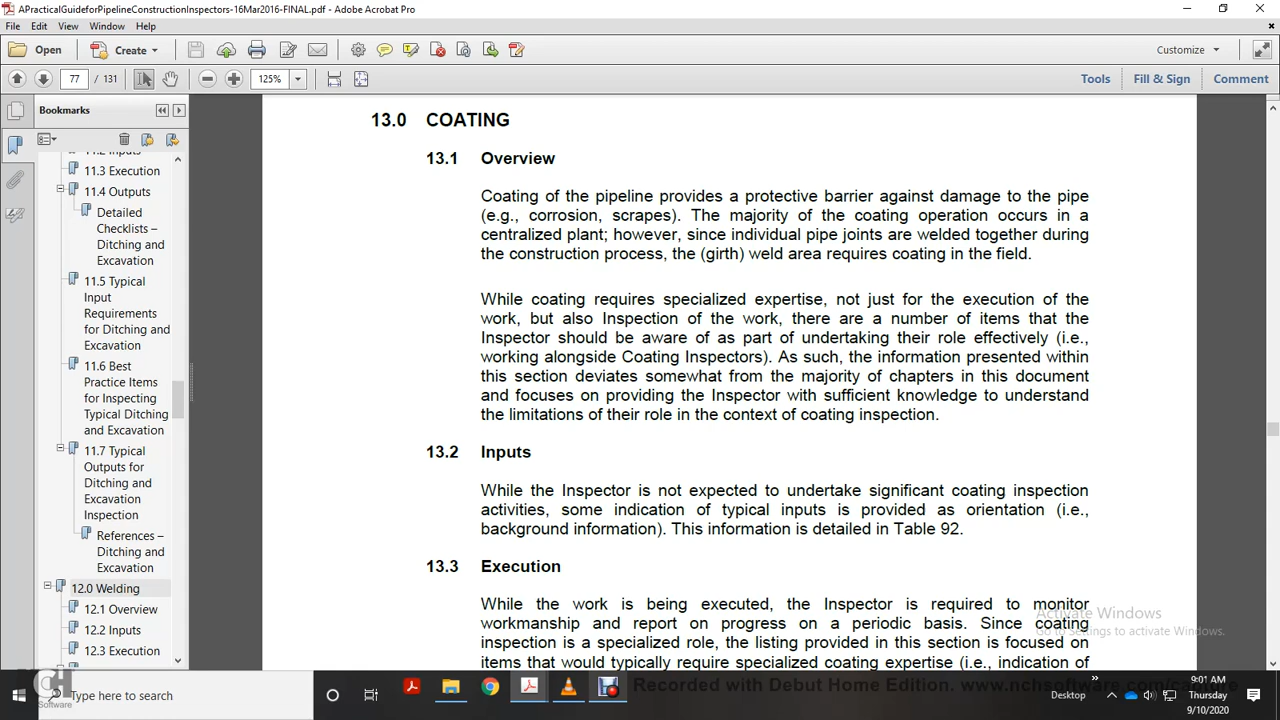 APracticalGuideforPipelineConstructionInspectors-16Mar2016-FINAL.pdf - Adobe Acrobat Pro
File Edit View Window Help
Open Create Customize
77 / 131 125% Tools Fill & Sign Comment
Bookmarks
11.2 Inputs
11.3 Execution
11.4 Outputs
Detailed
Checklists –
Ditching and
Excavation
11.5 Typical
Input
Requirements
for Ditching and
Excavation
11.6 Best
Practice Items
for Inspecting
Typical Ditching
and Excavation
11.7 Typical
Outputs for
Ditching and
Excavation
Inspection
References –
Ditching and
Excavation
12.0 Welding
12.1 Overview
12.2 Inputs
12.3 Execution
13.0 COATING
13.1 Overview
Coating of the pipeline provides a protective barrier against damage to the pipe
(e.g., corrosion, scrapes). The majority of the coating operation occurs in a
centralized plant; however, since individual pipe joints are welded together during
the construction process, the (girth) weld area requires coating in the field.
While coating requires specialized expertise, not just for the execution of the
work, but also Inspection of the work, there are a number of items that the
Inspector should be aware of as part of undertaking their role effectively (i.e.,
working alongside Coating Inspectors). As such, the information presented within
this section deviates somewhat from the majority of chapters in this document
and focuses on providing the Inspector with sufficient knowledge to understand
the limitations of their role in the context of coating inspection.
13.2 Inputs
While the Inspector is not expected to undertake significant coating inspection
activities, some indication of typical inputs is provided as orientation (i.e.,
background information). This information is detailed in Table 92.
13.3 Execution
While the work is being executed, the Inspector is required to monitor
workmanship and report on progress on a periodic basis. Since coating
inspection is a specialized role, the listing provided in this section is focused on
items that would typically require specialized coating expertise (i.e., indication of
Activate Windows
Go to Settings to activate Windows.
NCH
Software
Type here to search
Recorded with Debut Home Edition. www.nchsoftware.com/capture
Desktop
9:01 AM
Thursday
9/10/2020